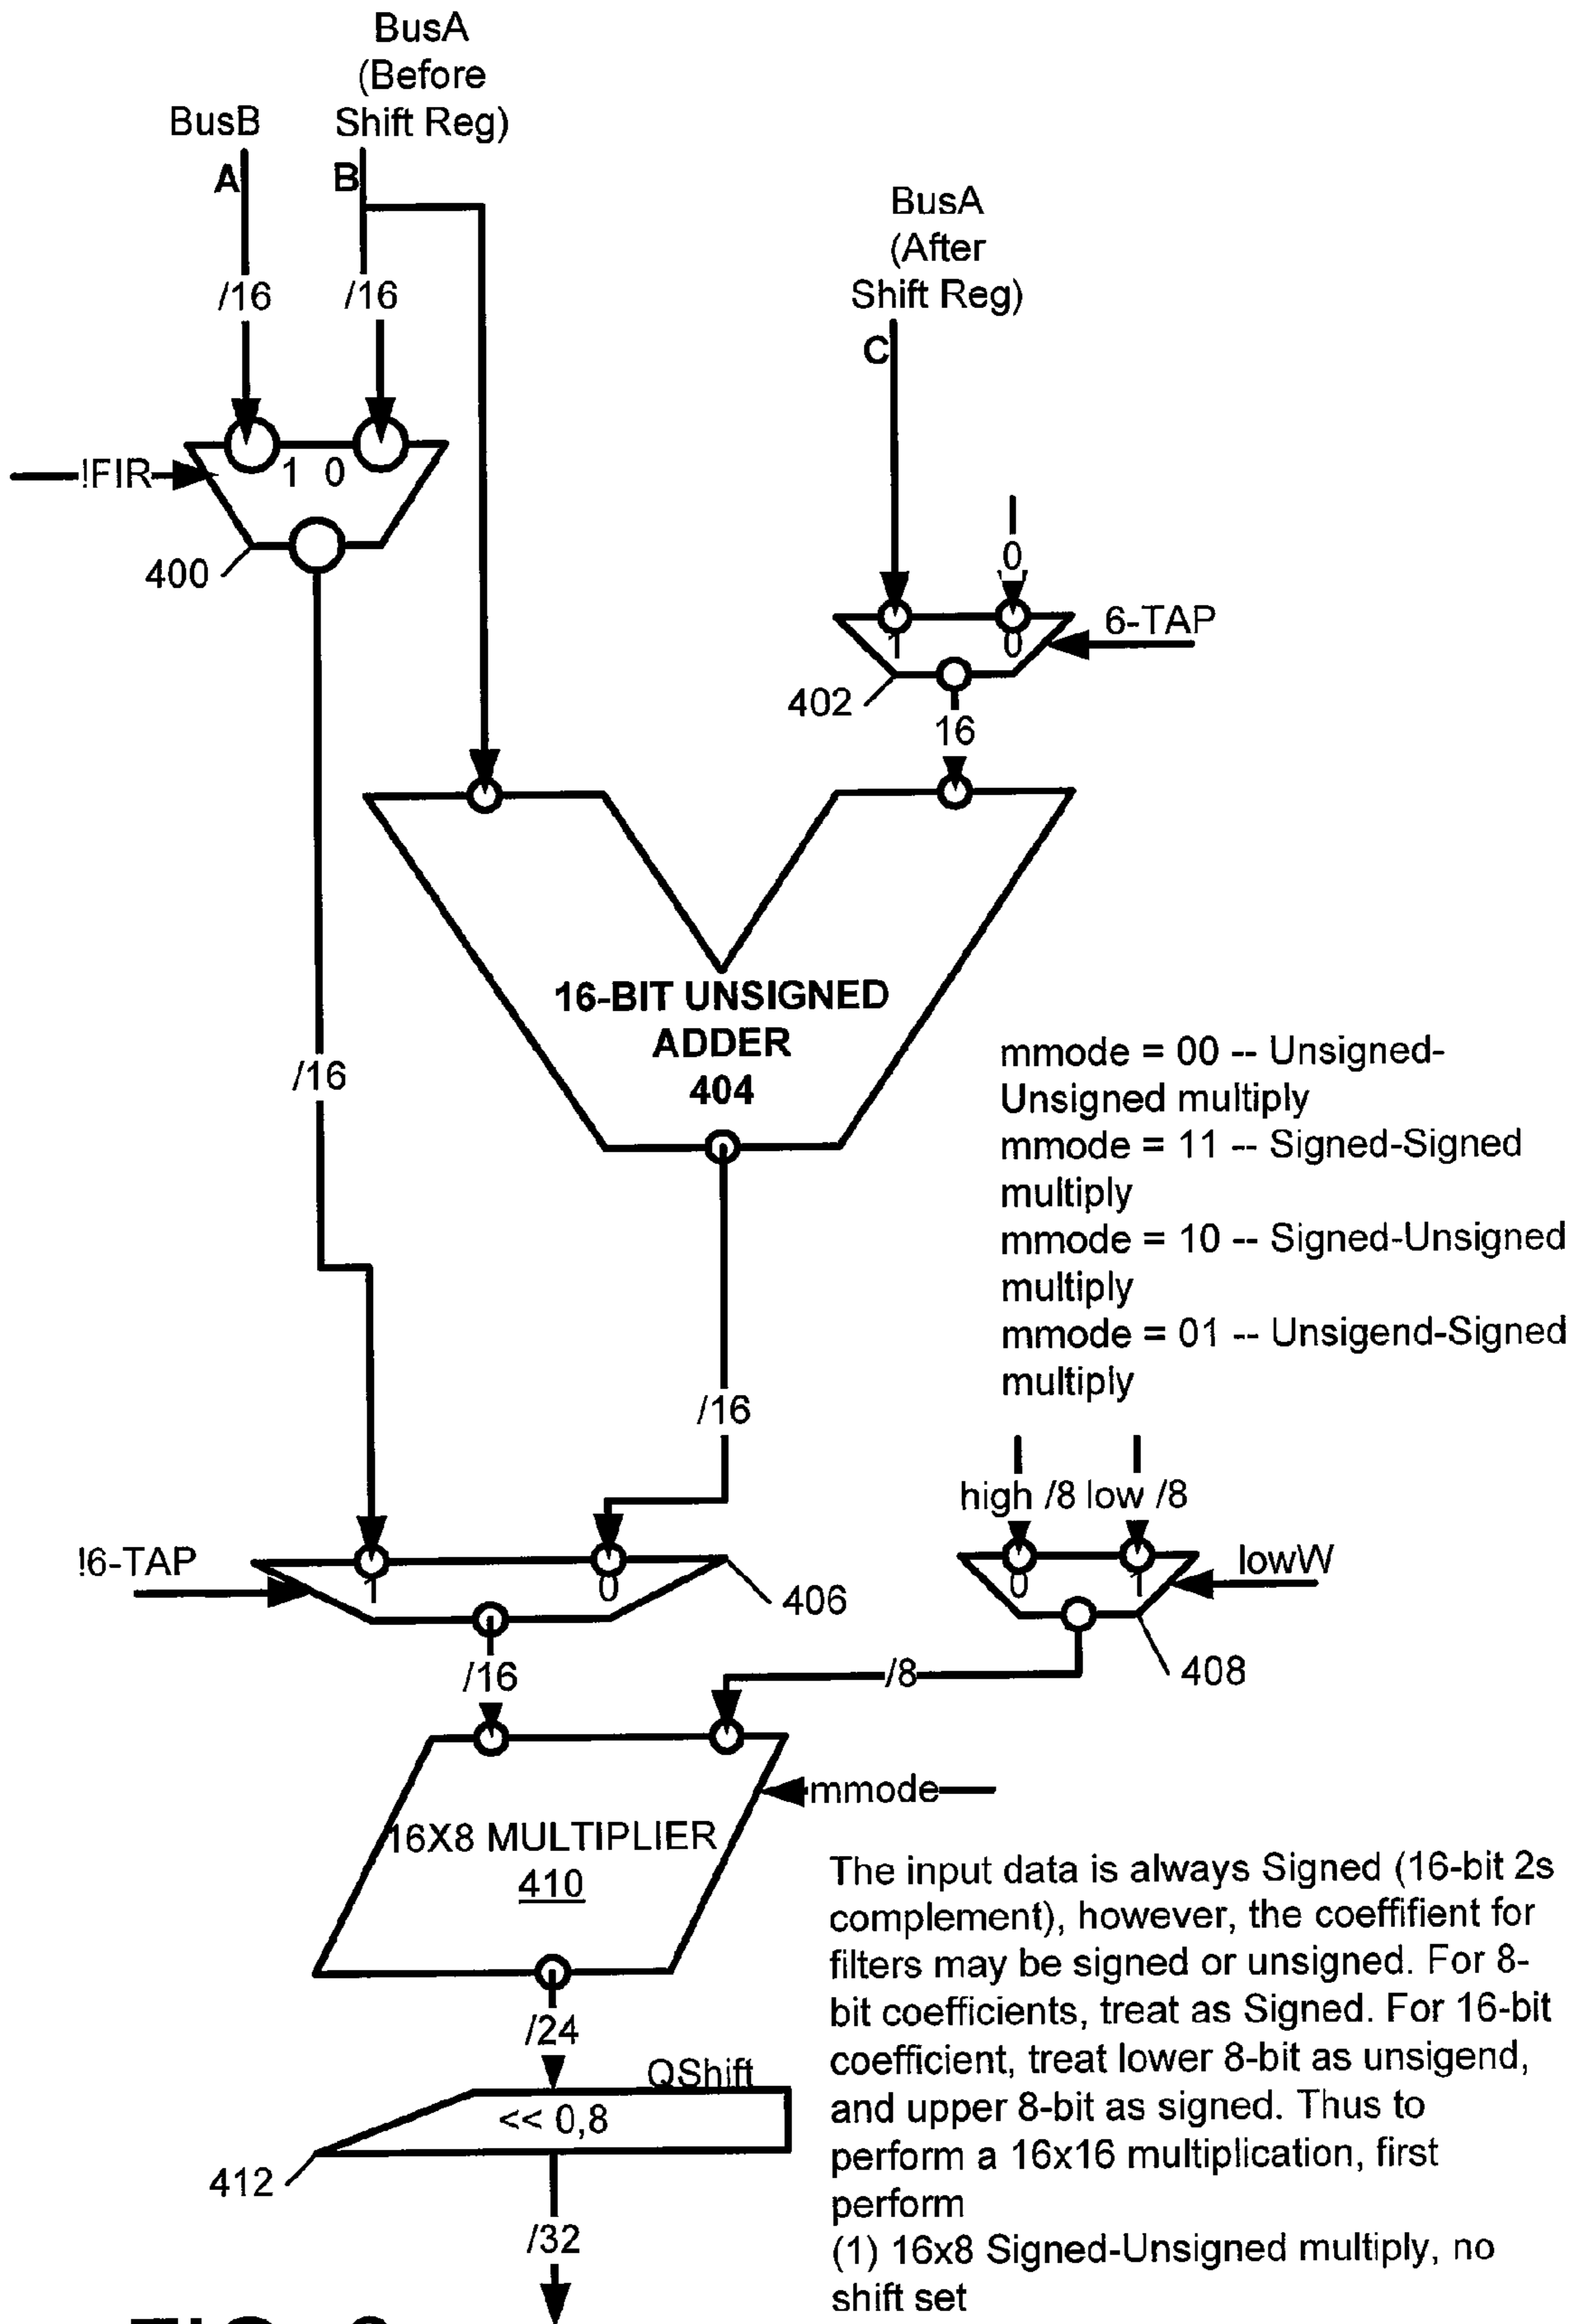 BusA
(Before
Shift Reg)
BusB
A
B
/16
/16
BusA
(After
Shift Reg)
C
!FIR
1 0
400
0
1
0
6-TAP
402
16
16-BIT UNSIGNED
ADDER
404
/16
mmode = 00 -- Unsigned-
Unsigned multiply
mmode = 11 -- Signed-Signed
multiply
mmode = 10 -- Signed-Unsigned
multiply
mmode = 01 -- Unsigend-Signed
multiply
/16
high /8 low /8
!6-TAP
1
0
406
0
1
lowW
408
/16
/8
mmode
16X8 MULTIPLIER
410
/24
QShift
<< 0,8
412
/32
The input data is always Signed (16-bit 2s
complement), however, the coeffifient for
filters may be signed or unsigned. For 8-
bit coefficients, treat as Signed. For 16-bit
coefficient, treat lower 8-bit as unsigend,
and upper 8-bit as signed. Thus to
perform a 16x16 multiplication, first
perform
(1) 16x8 Signed-Unsigned multiply, no
shift set